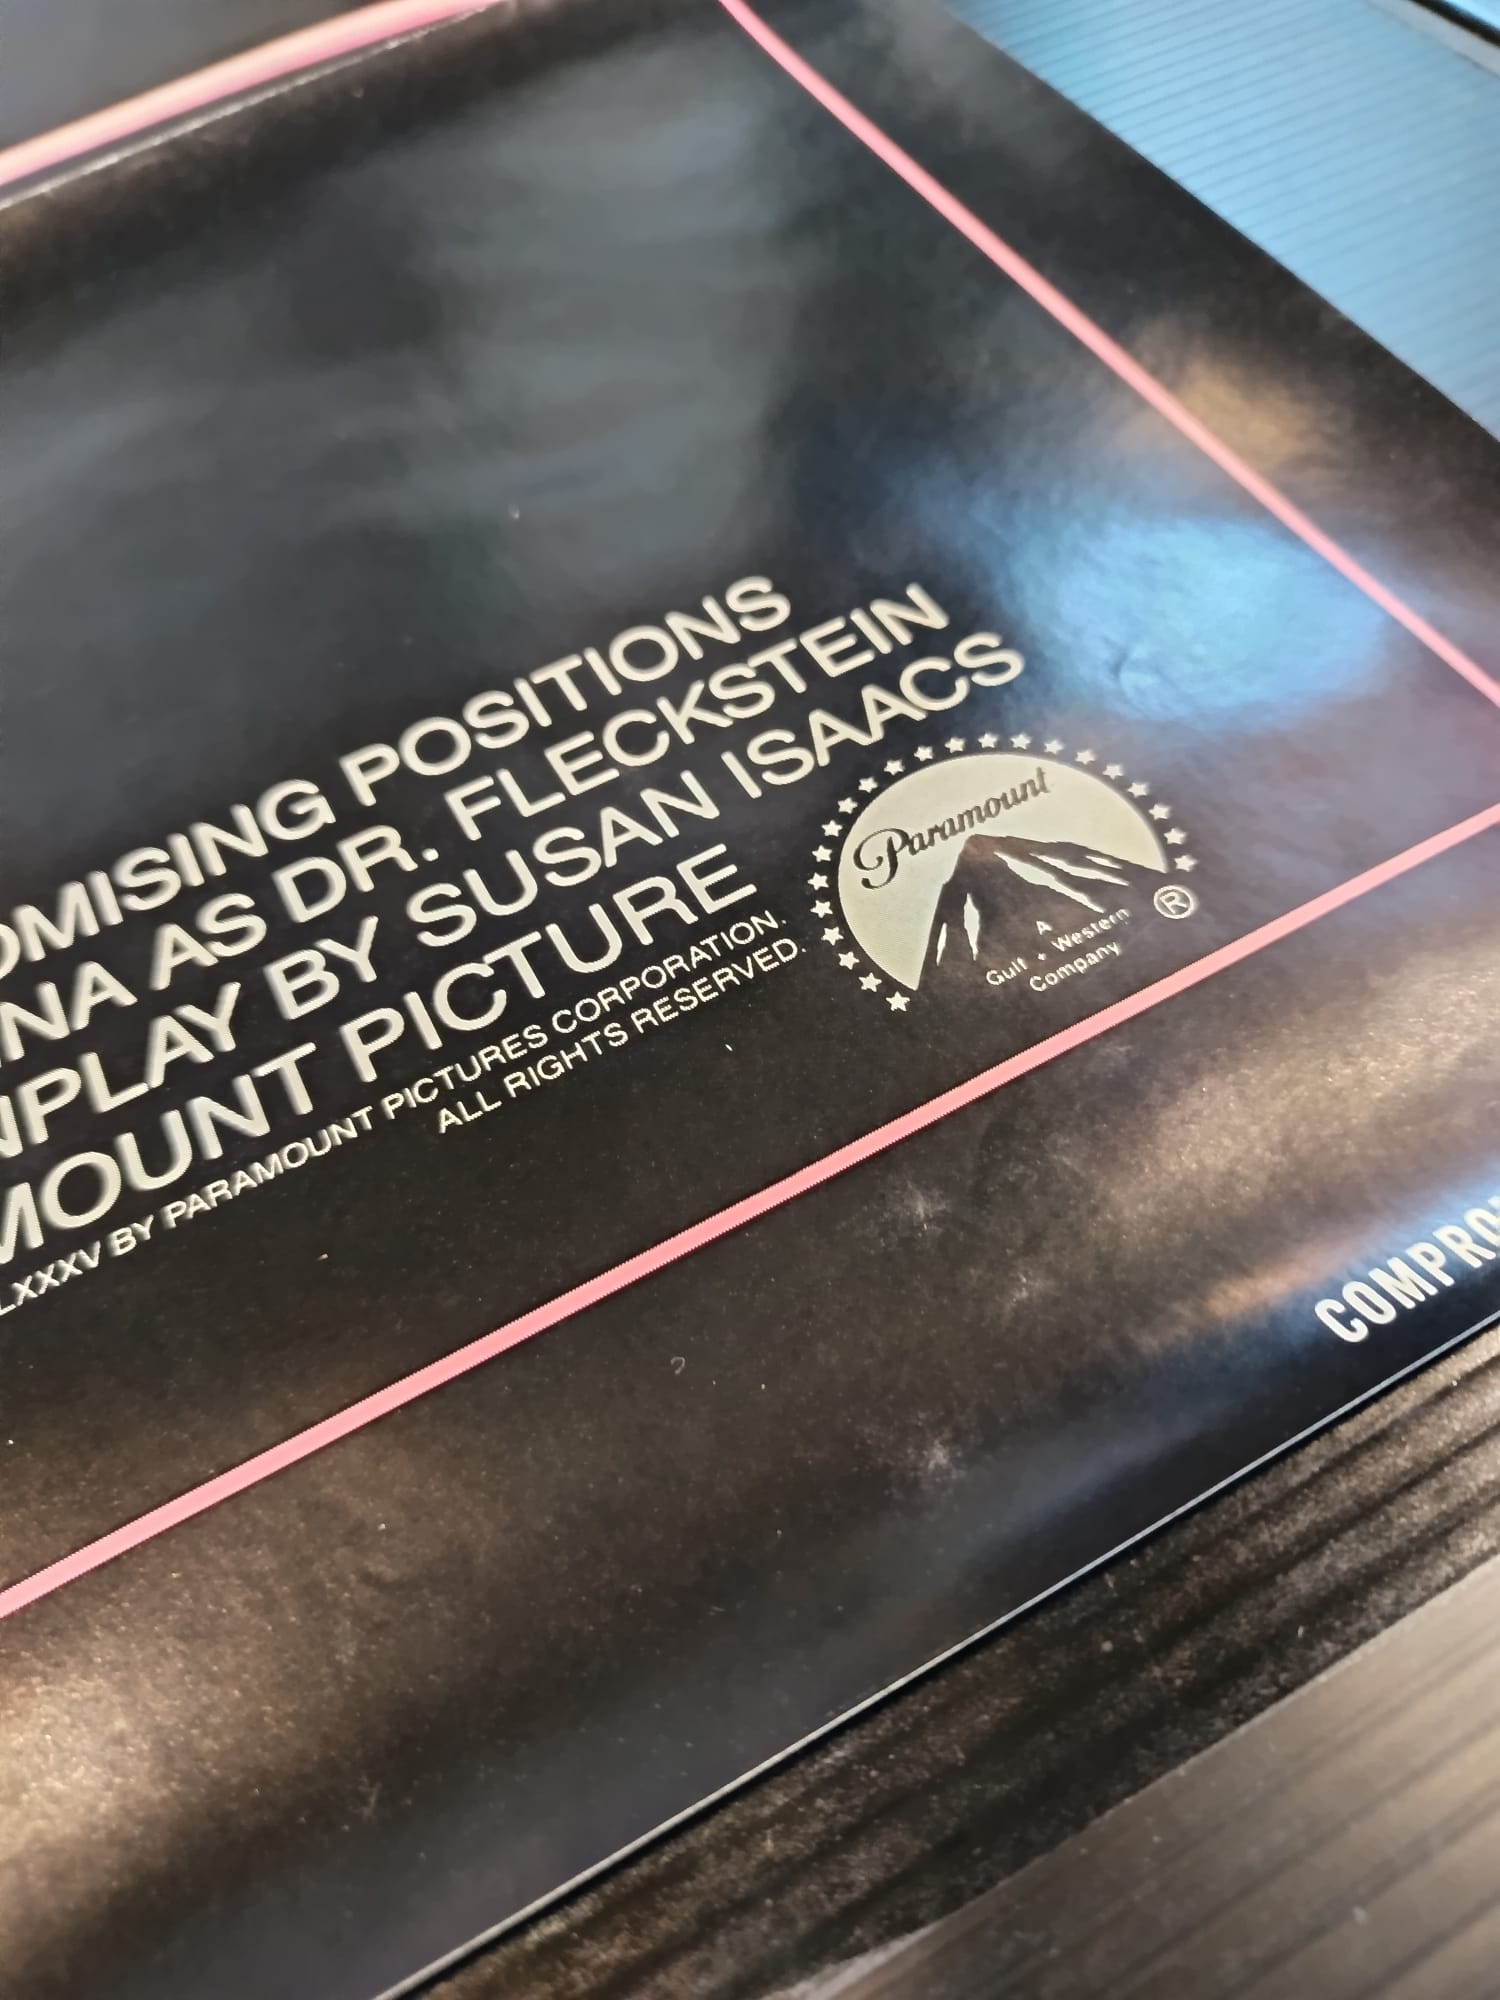 OMISING POSITIONS
NA AS DR. FLECKSTEIN
NPLAY BY SUSAN ISAACS
MOUNT PICTURE
LXXXV BY PARAMOUNT PICTURES CORPORATION.
ALL RIGHTS RESERVED.
Paramount
A
Gulf + Western
Company
®
COMPRO